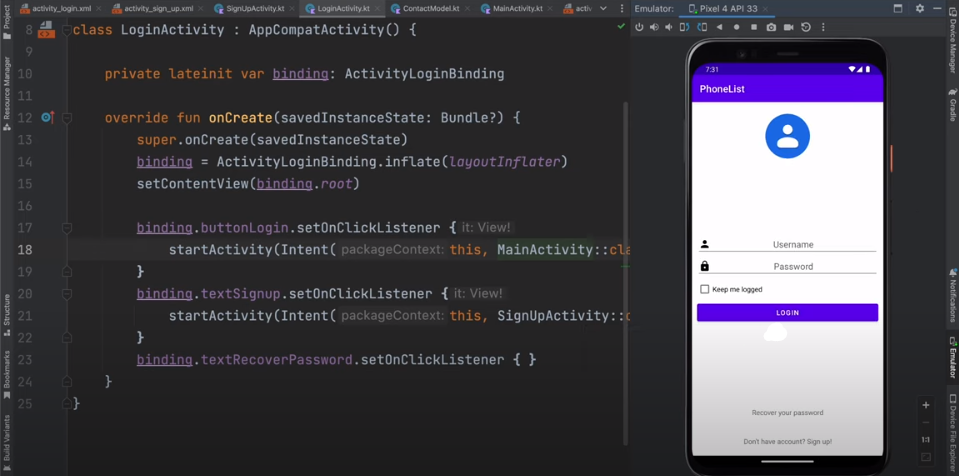 activity_login.xml activity_sign_up.xml SignUpActivity.kt LoginActivity.kt ContactModel.kt MainActivity.kt activ Emulator: Pixel 4 API 33
Project
Resource Manager
Structure
Bookmarks
Build Variants
8 class LoginActivity : AppCompatActivity() {
9
10 private lateinit var binding: ActivityLoginBinding
11
12 override fun onCreate(savedInstanceState: Bundle?) {
13 super.onCreate(savedInstanceState)
14 binding = ActivityLoginBinding.inflate(layoutInflater)
15 setContentView(binding.root)
16
17 binding.buttonLogin.setOnClickListener { it: View!
18 startActivity(Intent( packageContext: this, MainActivity::cla
19 }
20 binding.textSignup.setOnClickListener { it: View!
21 startActivity(Intent( packageContext: this, SignUpActivity::c
22 }
23 binding.textRecoverPassword.setOnClickListener { }
24 }
25 }
7:31
PhoneList
Username
Password
Keep me logged
LOGIN
Recover your password
Don't have account? Sign up!
1:1
Device Manager
Gradle
Notifications
Emulator
Device File Explorer